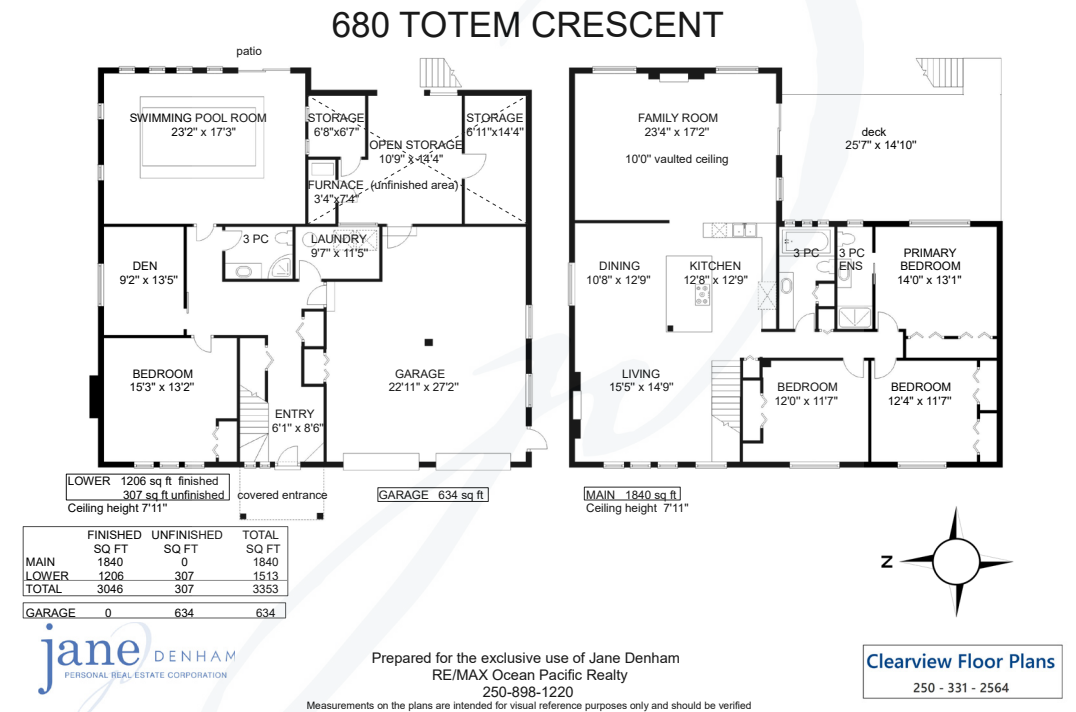 680 TOTEM CRESCENT
patio
SWIMMING POOL ROOM
23'2" x 17'3"
STORAGE
6'8"x6'7"
OPEN STORAGE
10'9" x 14'4"
(unfinished area)
STORAGE
6'11"x14'4"
FURNACE
3'4"x7'4"
3 PC
LAUNDRY
9'7" x 11'5"
DEN
9'2" x 13'5"
BEDROOM
15'3" x 13'2"
ENTRY
6'1" x 8'6"
GARAGE
22'11" x 27'2"
covered entrance
LOWER 1206 sq ft finished
307 sq ft unfinished
Ceiling height 7'11"
GARAGE 634 sq ft
FAMILY ROOM
23'4" x 17'2"
10'0" vaulted ceiling
deck
25'7" x 14'10"
DINING
10'8" x 12'9"
KITCHEN
12'8" x 12'9"
3 PC
3 PC
ENS
PRIMARY
BEDROOM
14'0" x 13'1"
LIVING
15'5" x 14'9"
BEDROOM
12'0" x 11'7"
BEDROOM
12'4" x 11'7"
MAIN 1840 sq ft
Ceiling height 7'11"
FINISHED UNFINISHED TOTAL
SQ FT SQ FT SQ FT
MAIN 1840 0 1840
LOWER 1206 307 1513
TOTAL 3046 307 3353
GARAGE 0 634 634
N
jane DENHAM
PERSONAL REAL ESTATE CORPORATION
Prepared for the exclusive use of Jane Denham
RE/MAX Ocean Pacific Realty
250-898-1220
Measurements on the plans are intended for visual reference purposes only and should be verified
Clearview Floor Plans
250 - 331 - 2564